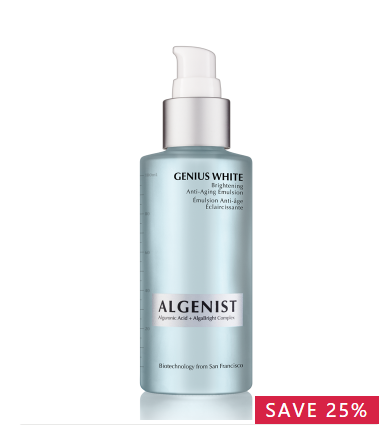 GENIUS WHITE
Brightening
Anti-Aging Emulsion
Émulsion Anti-âge
Éclaircissante
ALGENIST
Alguronic Acid + AlgaBright Complex
Biotechnology from San Francisco
SAVE 25%